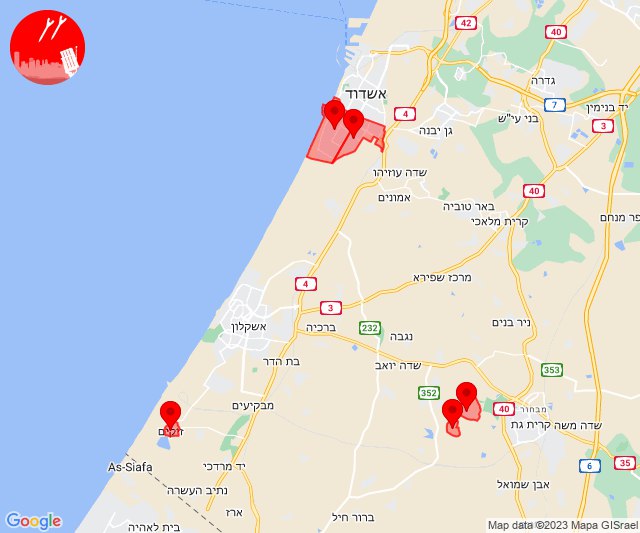 42
40
אשדוד
גדרה
4
7
יד בנימין
בני עי"ש
גן יבנה
3
שדה עוזיהו
40
אמונים
באר טוביה
קרית מלאכי
כפר מנחם
מרכז שפירא
4
3
אשקלון
ברכיה
232
נגבה
ניר בנים
בת הדר
שדה יואב
353
352
מבקיעים
40
קרית גת
שדה משה
זיקים
As-Siafa
יד מרדכי
6
35
נתיב העשרה
אבן שמואל
ארז
ברור חיל
בית לאהיה
Google
Map data ©2023 Mapa GISrael